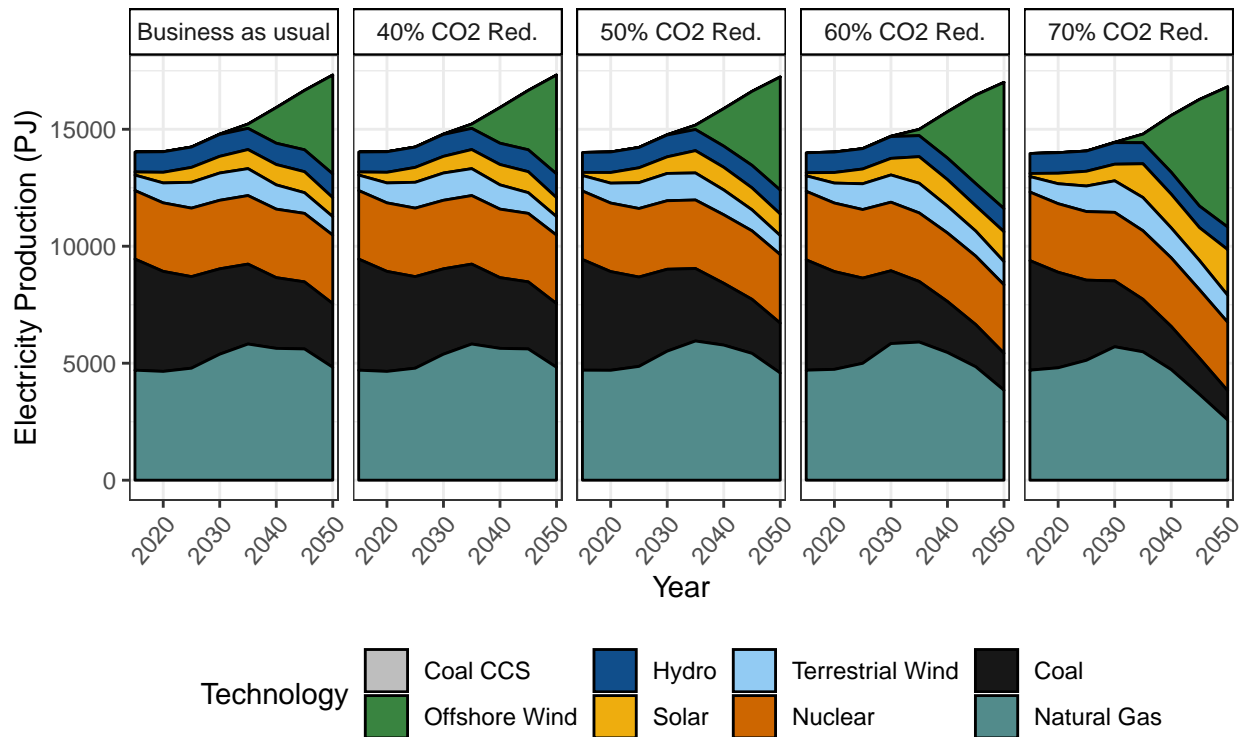 Business as usual
40% CO2 Red.
50% CO2 Red.
60% CO2 Red.
70% CO2 Red.
Electricity Production (PJ)
15000
10000
5000
0
2020 2030 2040 2050
2020 2030 2040 2050
2020 2030 2040 2050
2020 2030 2040 2050
2020 2030 2040 2050
Year
Technology
Coal CCS Hydro Terrestrial Wind Coal
Offshore Wind Solar Nuclear Natural Gas